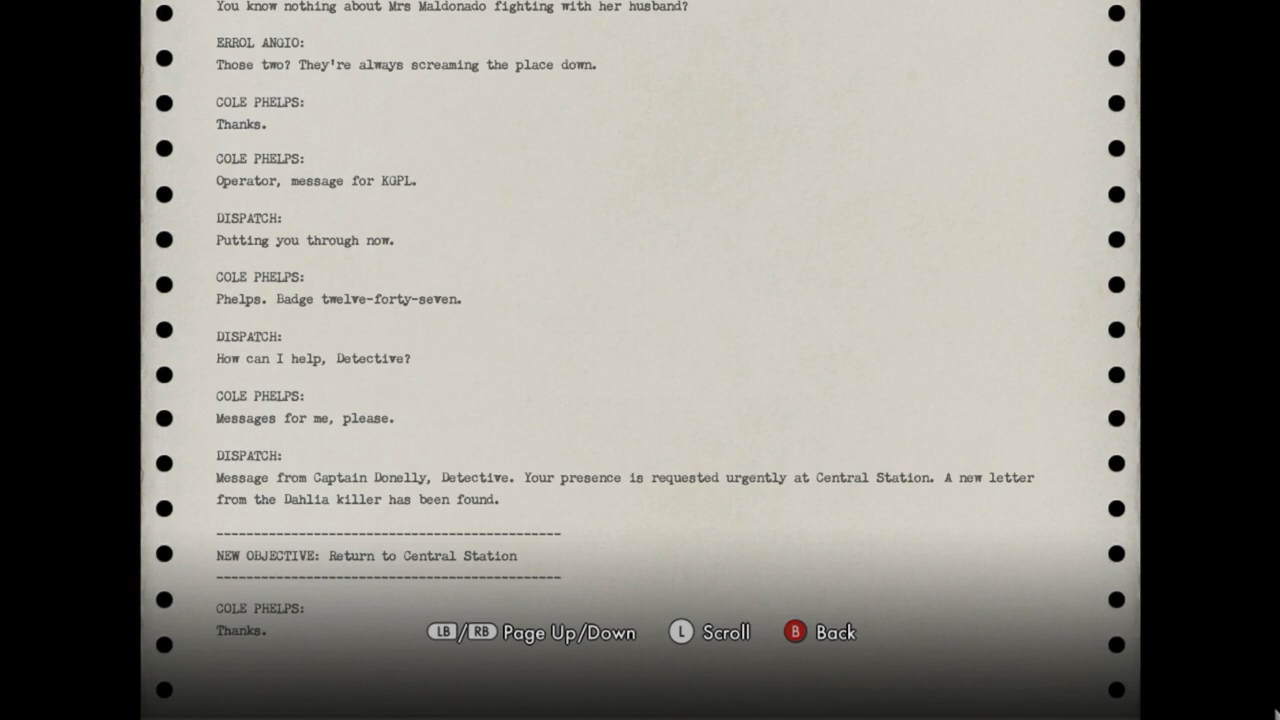 You know nothing about Mrs Maldonado fighting with her husband?
ERROL ANGIO:
Those two? They're always screaming the place down.
COLE PHELPS:
Thanks.
COLE PHELPS:
Operator, message for KGPL.
DISPATCH:
Putting you through now.
COLE PHELPS:
Phelps. Badge twelve-forty-seven.
DISPATCH:
How can I help, Detective?
COLE PHELPS:
Messages for me, please.
DISPATCH:
Message from Captain Donelly, Detective. Your presence is requested urgently at Central Station. A new letter
from the Dahlia killer has been found.
----------------------------------------------
NEW OBJECTIVE: Return to Central Station
----------------------------------------------
COLE PHELPS:
Thanks.
LB/RB Page Up/Down L Scroll B Back